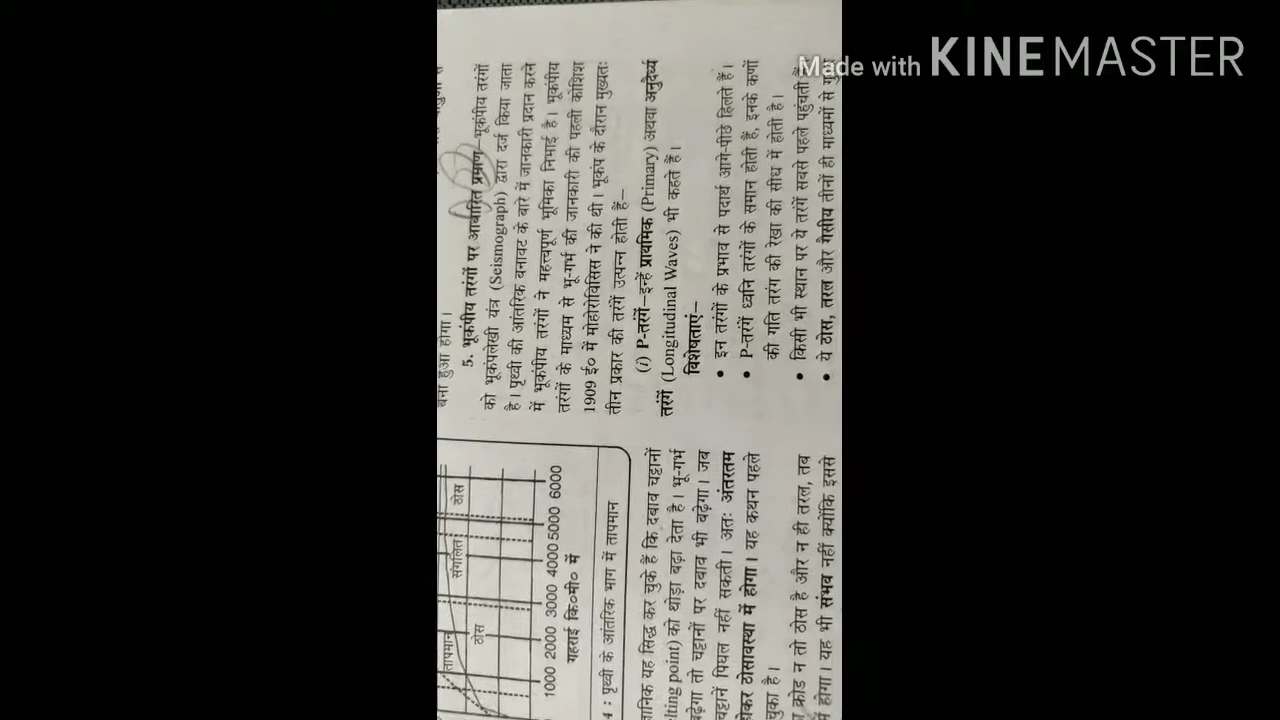 Made with KINEMASTER
तापमान
ठोस
संगलित
ठोस
1000 2000 3000 4000 5000 6000
गहराई कि०मी० में
4 : पृथ्वी के आंतरिक भाग में तापमान
यह सिद्ध कर चुके हैं कि दबाव चट्टानों
point) को थोड़ा बढ़ा देता है। भू-गर्भ
तो चट्टानों पर दबाव भी बढ़ेगा। जब
पिघल नहीं सकती। अतः अंतरतम
ठोसावस्था में होगा। यह कथन पहले
चुका है।
क्रोड न तो ठोस है और न ही तरल, तब
होगा। यह भी संभव नहीं क्योंकि इससे
बना हुआ होगा।
5. भूकंपीय तरंगों पर आधारित प्रमाण—भूकंपीय तरंगों
को भूकंपलेखी यंत्र (Seismograph) द्वारा दर्ज किया जाता
है। पृथ्वी की आंतरिक बनावट के बारे में जानकारी प्रदान करने
में भूकंपीय तरंगों ने महत्त्वपूर्ण भूमिका निभाई है। भूकंपीय
तरंगों के माध्यम से भू-गर्भ की जानकारी की पहली कोशिश
1909 ई० में मोहोरोविसिस ने की थी। भूकंप के दौरान मुख्यतः
तीन प्रकार की तरंगें उत्पन्न होती हैं—
(i) P-तरंगें—इन्हें प्राथमिक (Primary) अथवा अनुदैर्ध्य
तरंगें (Longitudinal Waves) भी कहते हैं।
विशेषताएं—
• इन तरंगों के प्रभाव से पदार्थ आगे-पीछे हिलते हैं।
• P-तरंगें ध्वनि तरंगों के समान होती हैं, इनके कणों
की गति तरंग की रेखा की सीध में होती है।
• किसी भी स्थान पर ये तरंगें सबसे पहले पहुंचती हैं
• ये ठोस, तरल और गैसीय तीनों ही माध्यमों से